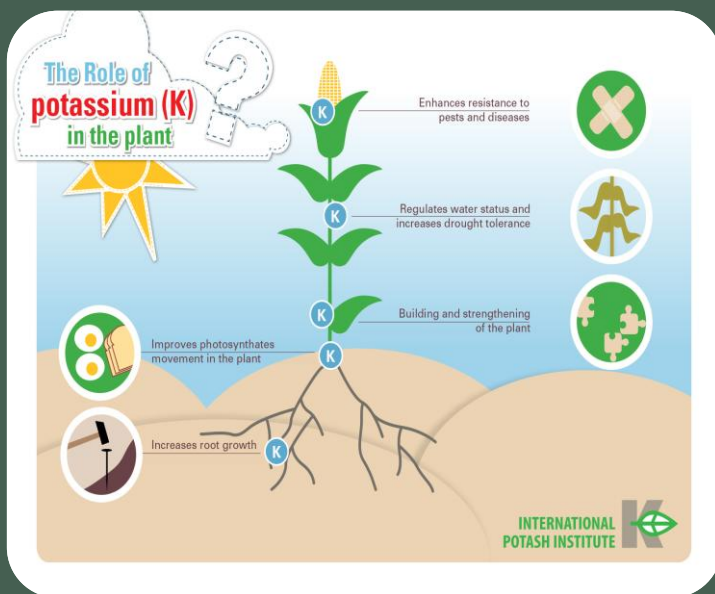 The Role of
potassium (K)
in the plant
?
K
Enhances resistance to
pests and diseases
K
Regulates water status and
increases drought tolerance
K
Building and strengthening
of the plant
Improves photosynthates
movement in the plant
K
Increases root growth
K
INTERNATIONAL
POTASH INSTITUTE
K